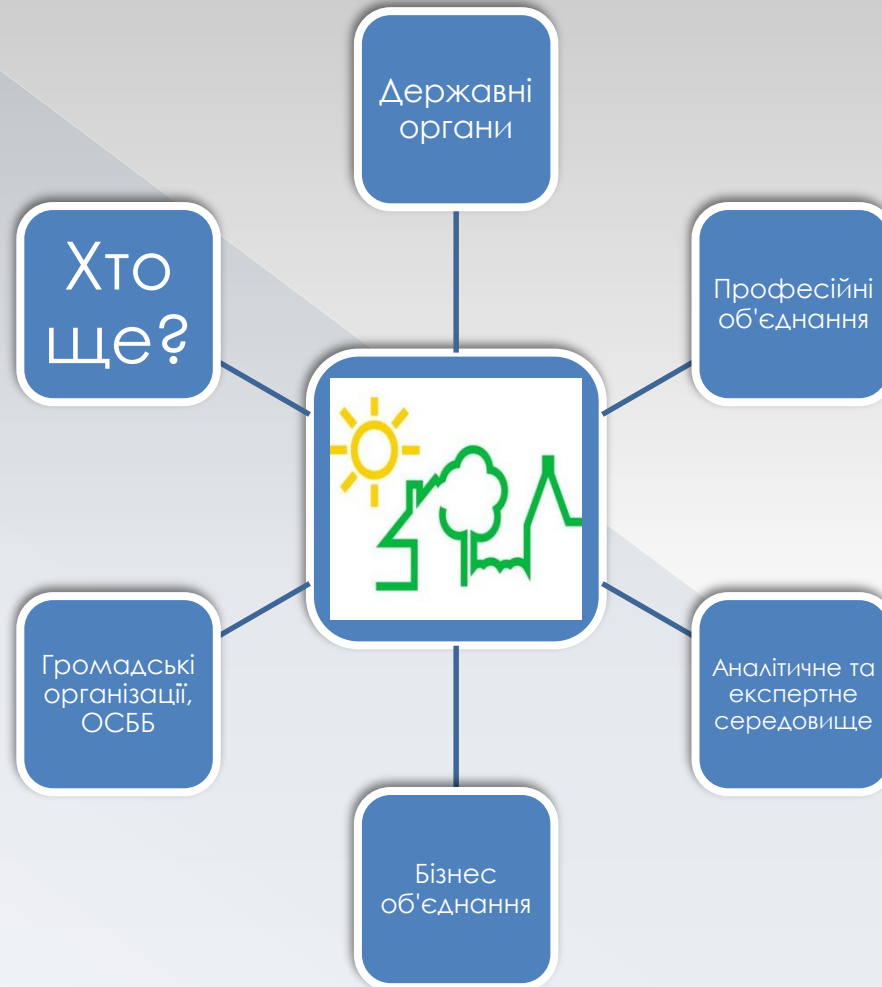 Державні
органи
Хто
ще?
Професійні
об'єднання
Громадські
організації,
ОСББ
Аналітичне та
експертне
середовище
Бізнес
об'єднання